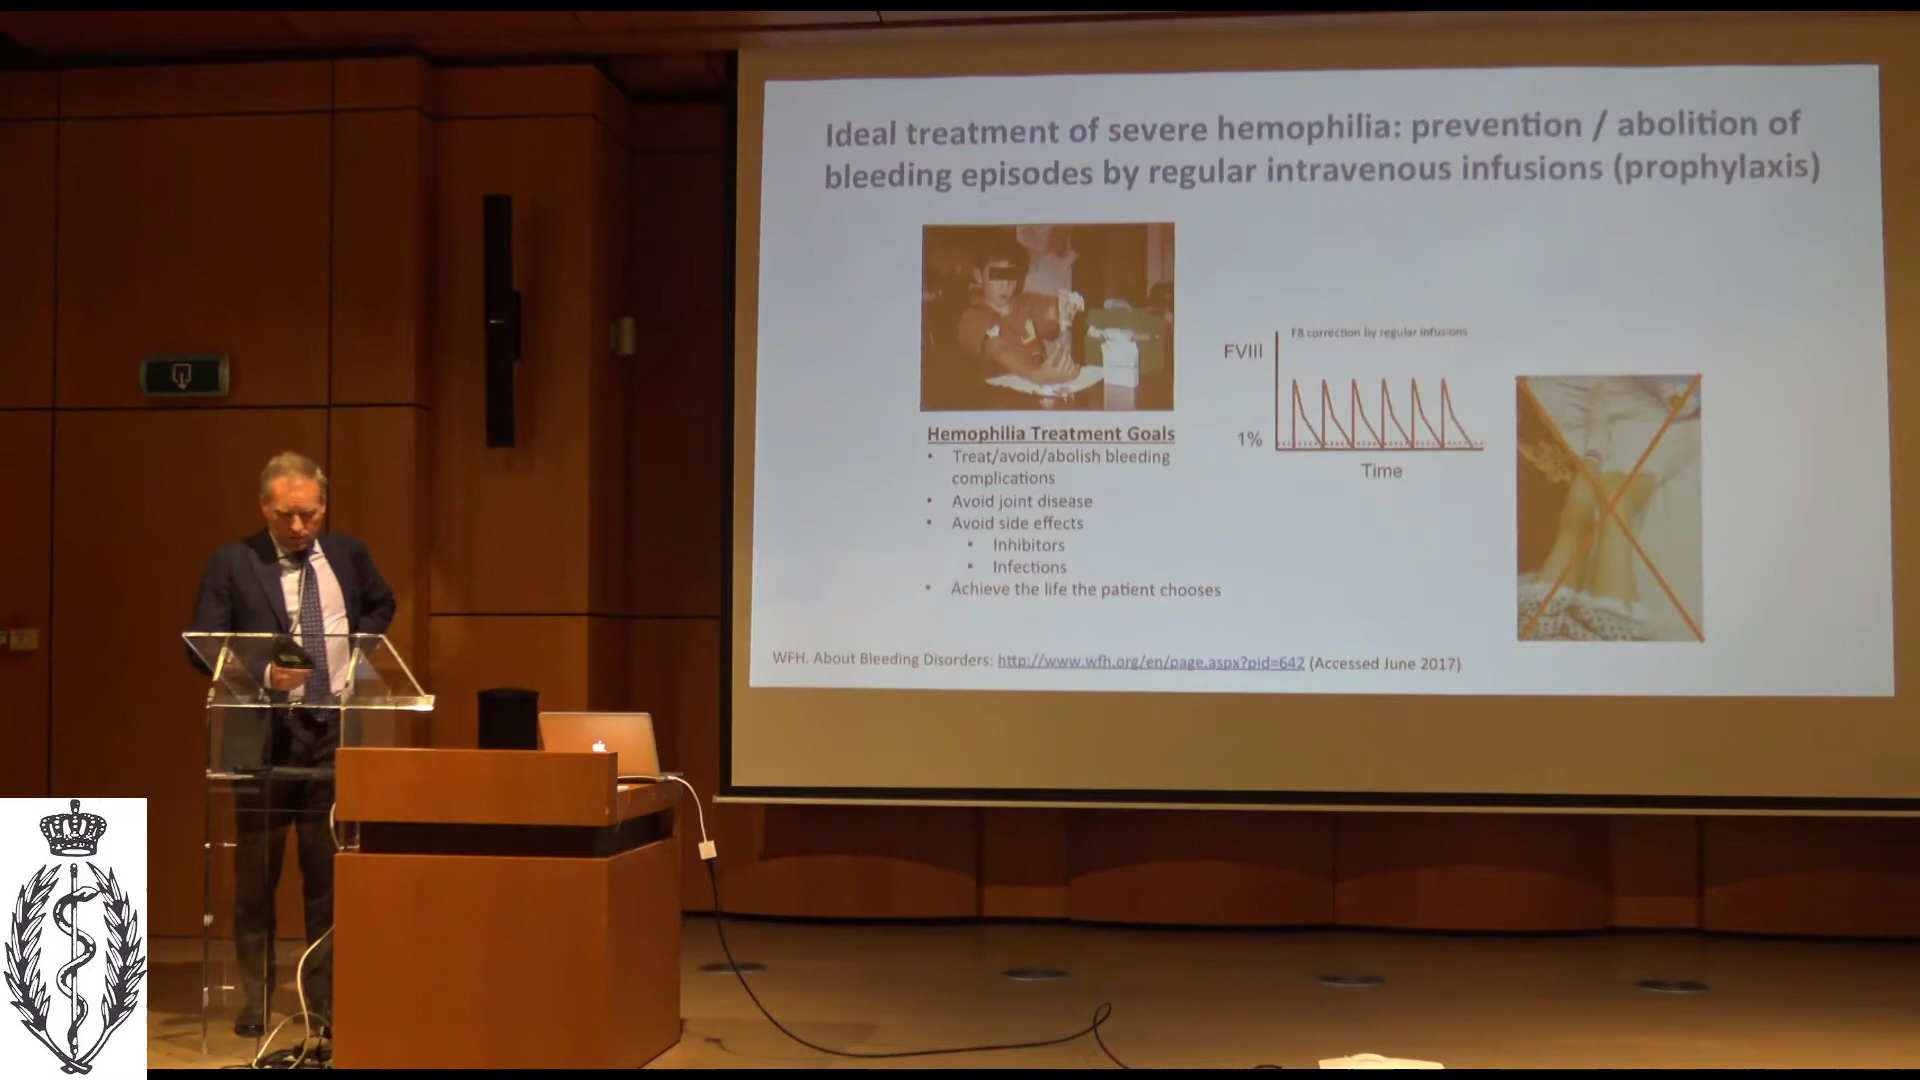 Ideal treatment of severe hemophilia: prevention / abolition of
bleeding episodes by regular intravenous infusions (prophylaxis)
F8 correction by regular infusions
FVIII
1%
Time
Hemophilia Treatment Goals
• Treat/avoid/abolish bleeding
complications
• Avoid joint disease
• Avoid side effects
• Inhibitors
• Infections
• Achieve the life the patient chooses
WFH. About Bleeding Disorders: http://www.wfh.org/en/page.aspx?pid=642 (Accessed June 2017)